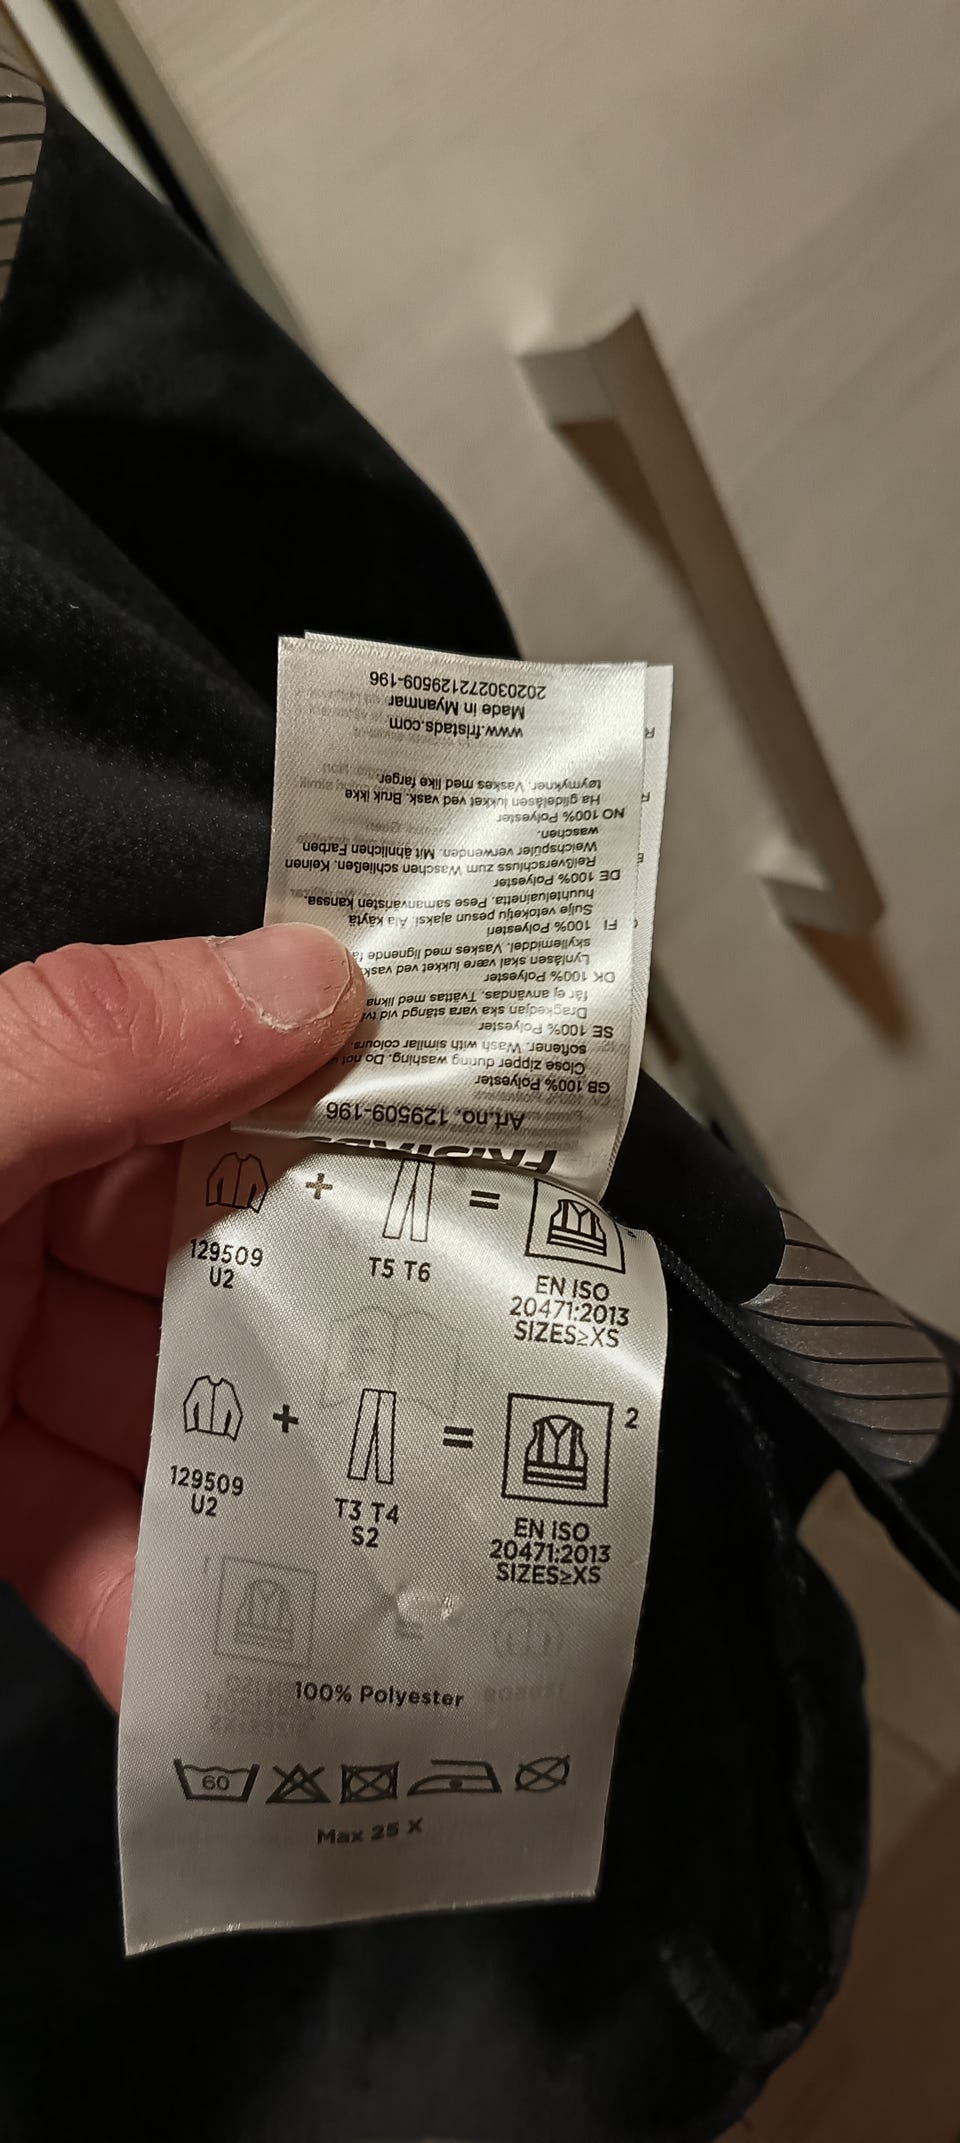 FRISTADS
Art.no. 129509-196
GB 100% Polyester
Close zipper during washing. Do not
softener. Wash with similar colours.
SE 100% Polyester
Dragkedjan ska vara stängd vid
får ej användas. Tvättas med likna
DK 100% Polyester
Lynlåsen skal være lukket ved vask
skyllemiddel. Vaskes med lignende
FI 100% Polyesteri
Sulje vetoketju pesun ajaksi. Älä käytä
huuhteluainetta. Pese samanväristen kanssa.
DE 100% Polyester
Reißverschluss zum Waschen schließen. Keinen
Weichspüler verwenden. Mit ähnlichen Farben
waschen.
NO 100% Polyester
Ha glidelåsen lukket ved vask. Bruk ikke
tøymykner. Vaskes med like farger.
www.fristads.com
Made in Myanmar
202030272129509-196
+ =
129509
U2
T5 T6
EN ISO
20471:2013
SIZES≥XS
+ = 2
129509
U2
T3 T4
S2
EN ISO
20471:2013
SIZES≥XS
100% Polyester
60
Max 25 X